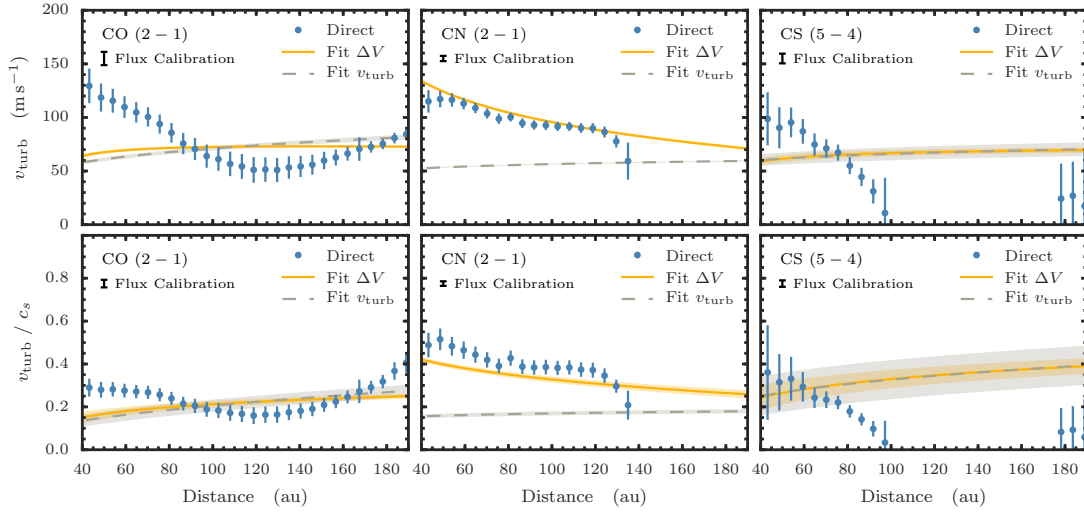 200
150
100
50
0
v_turb (m s⁻¹)
CO (2 − 1)
Flux Calibration
Direct
Fit ΔV
Fit v_turb
CN (2 − 1)
Flux Calibration
Direct
Fit ΔV
Fit v_turb
CS (5 − 4)
Flux Calibration
Direct
Fit ΔV
Fit v_turb
0.8
0.6
0.4
0.2
0.0
v_turb / c_s
CO (2 − 1)
Flux Calibration
Direct
Fit ΔV
Fit v_turb
CN (2 − 1)
Flux Calibration
Direct
Fit ΔV
Fit v_turb
CS (5 − 4)
Flux Calibration
Direct
Fit ΔV
Fit v_turb
40 60 80 100 120 140 160 180
40 60 80 100 120 140 160 180
40 60 80 100 120 140 160 180
Distance (au)
Distance (au)
Distance (au)